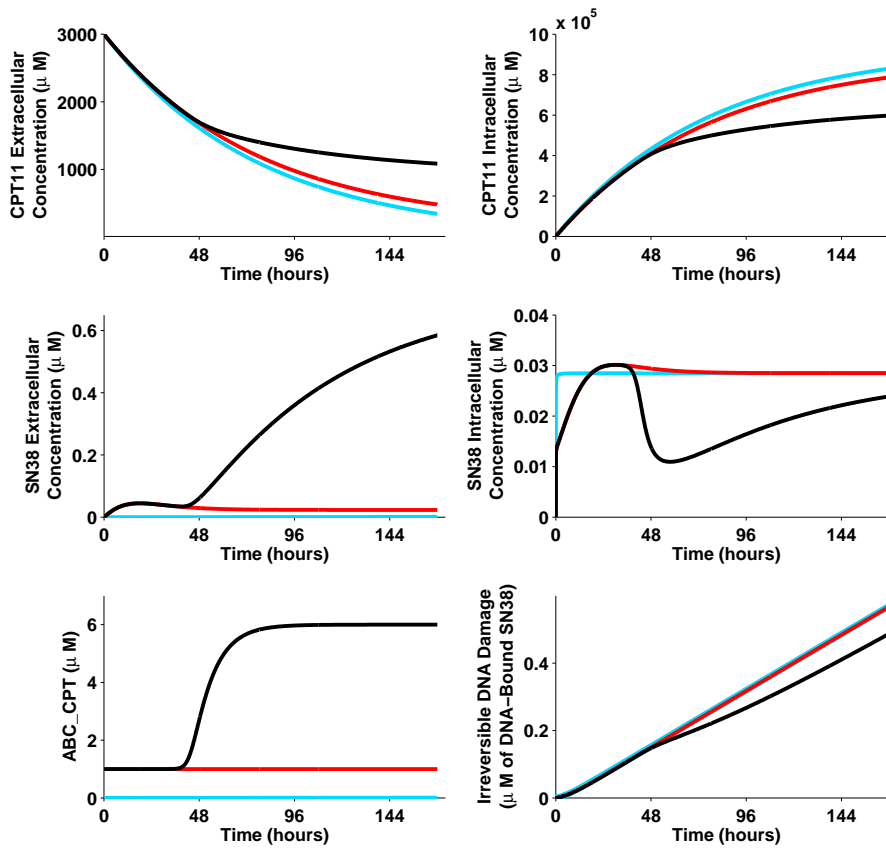 CPT11 Extracellular
Concentration (μ M)
3000
2000
1000
0
48
96
144
Time (hours)
CPT11 Intracellular
Concentration (μ M)
x 10^5
10
8
6
4
2
0
0
48
96
144
Time (hours)
SN38 Extracellular
Concentration (μ M)
0.6
0.4
0.2
0
0
48
96
144
Time (hours)
SN38 Intracellular
Concentration (μ M)
0.04
0.03
0.02
0.01
0
0
48
96
144
Time (hours)
ABC_CPT (μ M)
6
4
2
0
0
48
96
144
Time (hours)
Irreversible DNA Damage
(μ M of DNA−Bound SN38)
0.4
0.2
0
0
48
96
144
Time (hours)